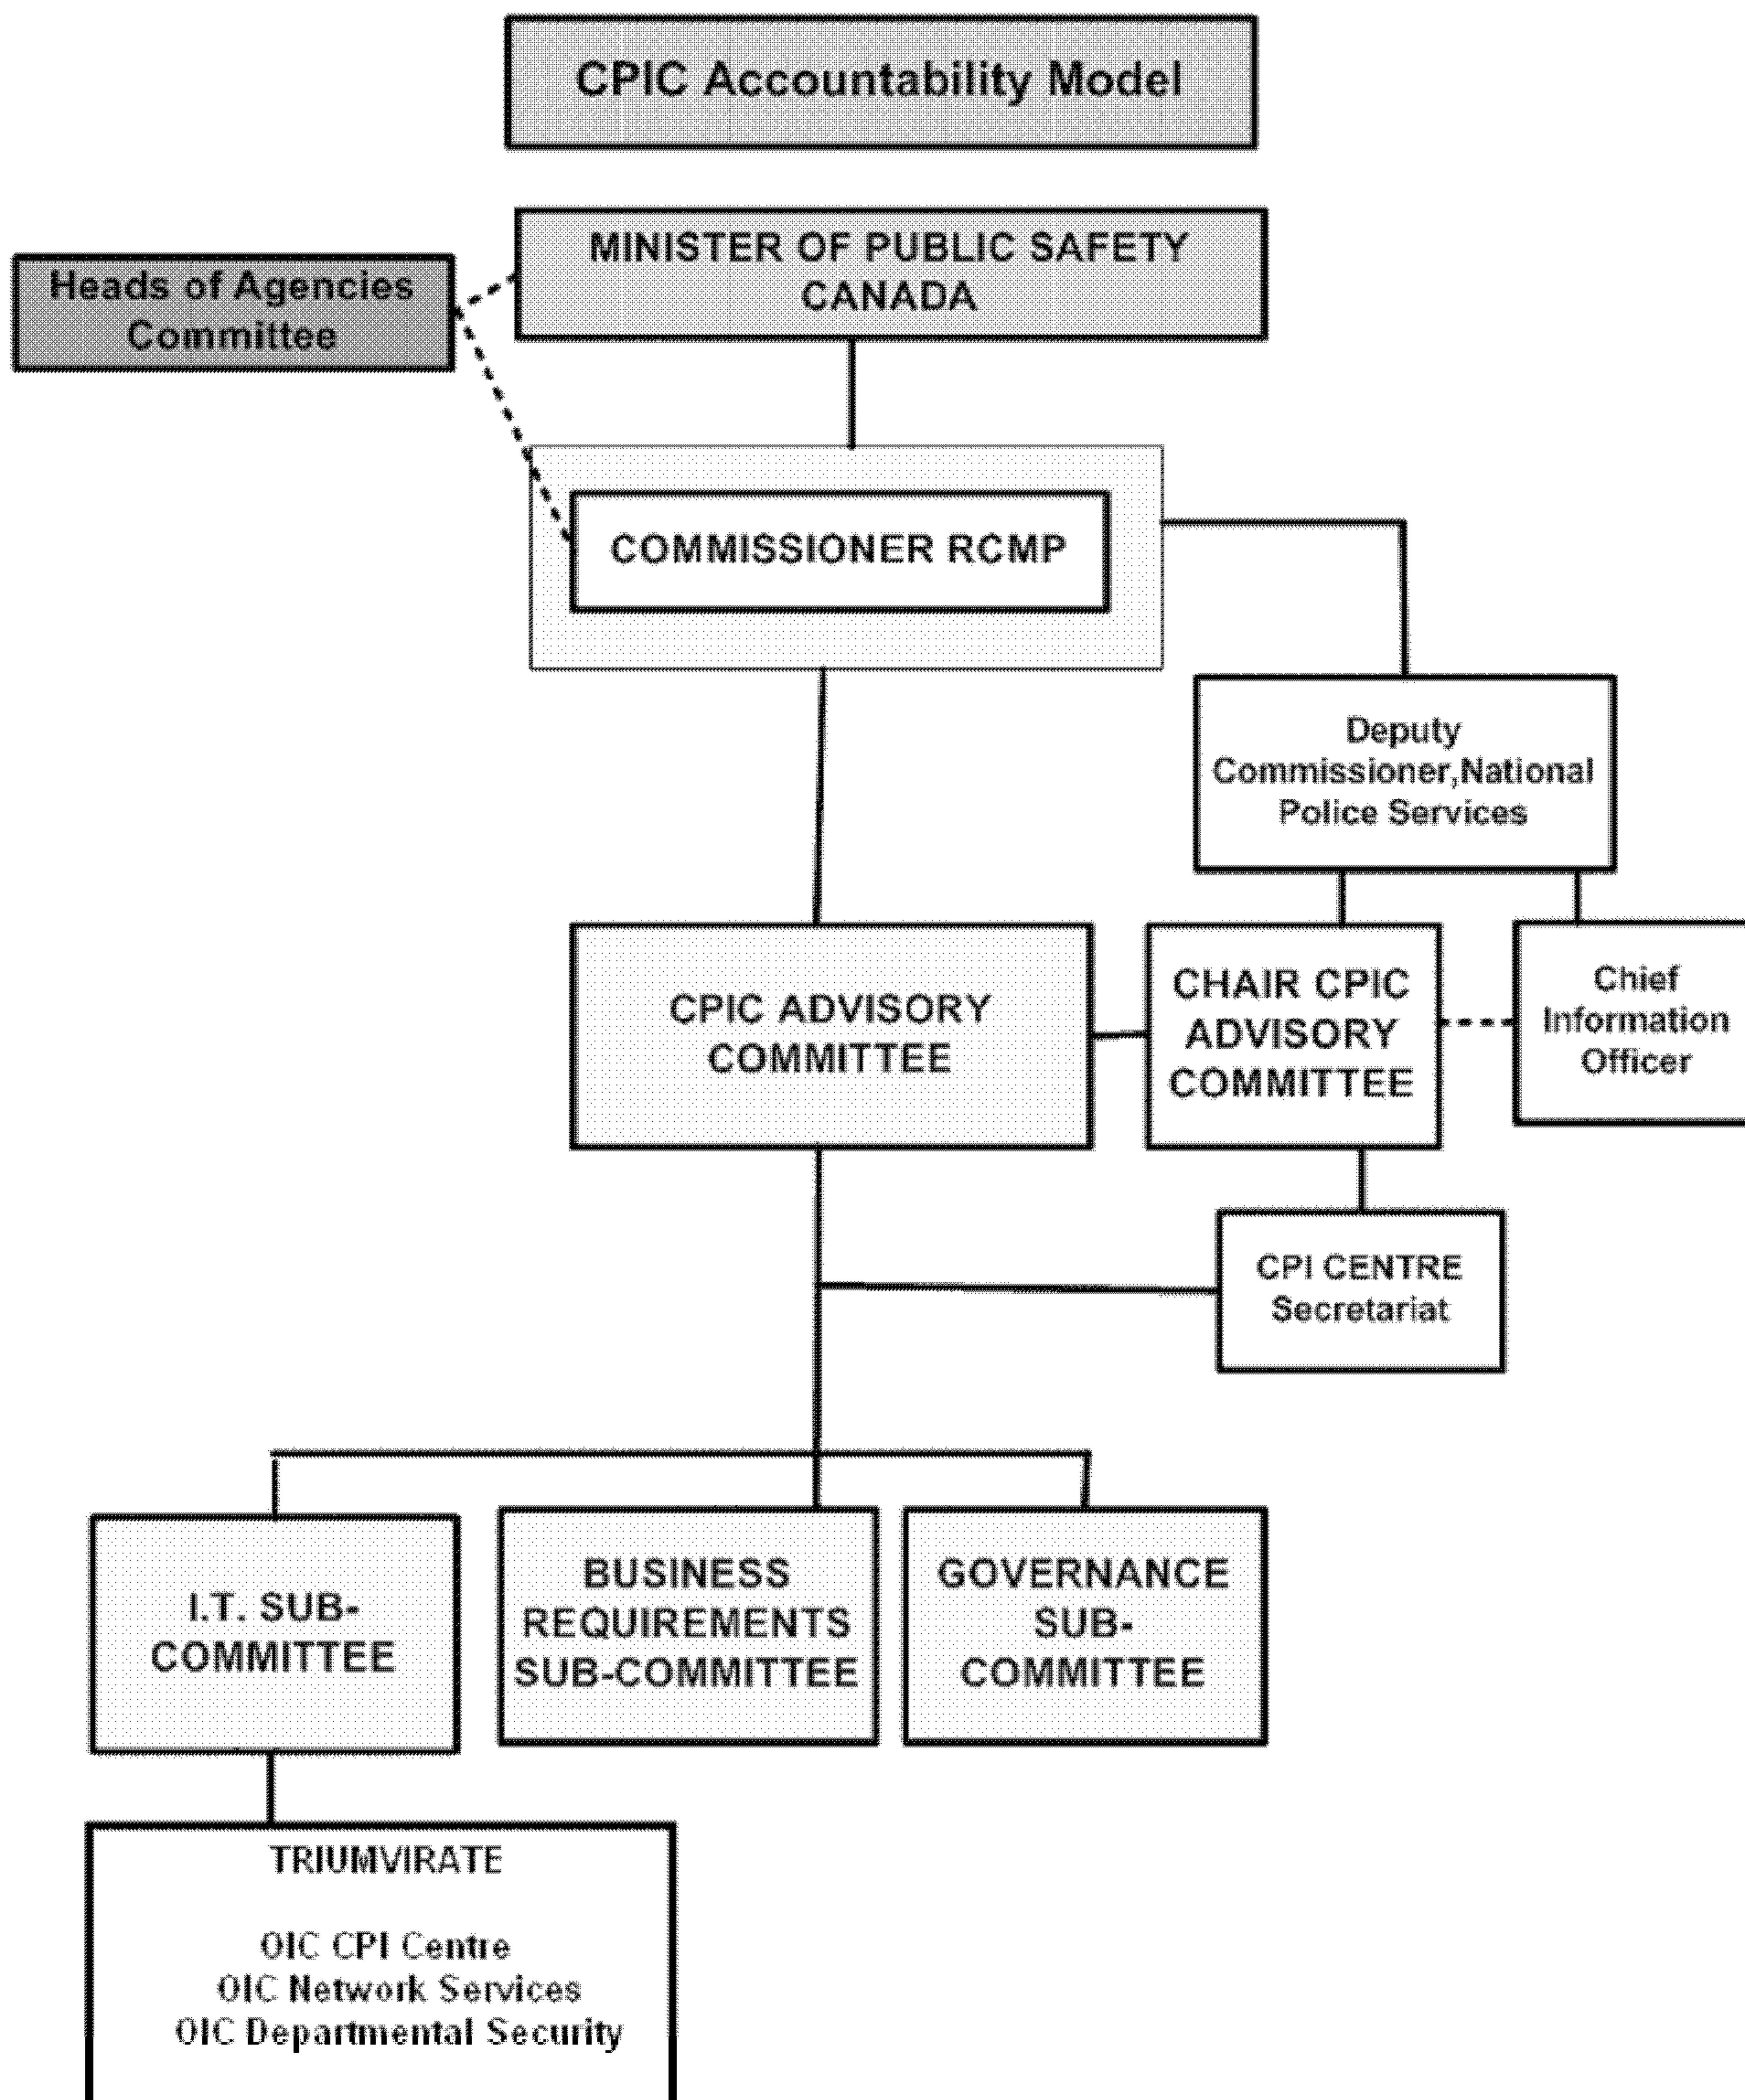 CPIC Accountability Model
MINISTER OF PUBLIC SAFETY
CANADA
Heads of Agencies
Committee
COMMISSIONER RCMP
Deputy
Commissioner,National
Police Services
CPIC ADVISORY
COMMITTEE
CHAIR CPIC
ADVISORY
COMMITTEE
Chief
Information
Officer
CPI CENTRE
Secretariat
I.T. SUB-
COMMITTEE
BUSINESS
REQUIREMENTS
SUB-COMMITTEE
GOVERNANCE
SUB-
COMMITTEE
TRIUMVIRATE
OIC CPI Centre
OIC Network Services
OIC Departmental Security